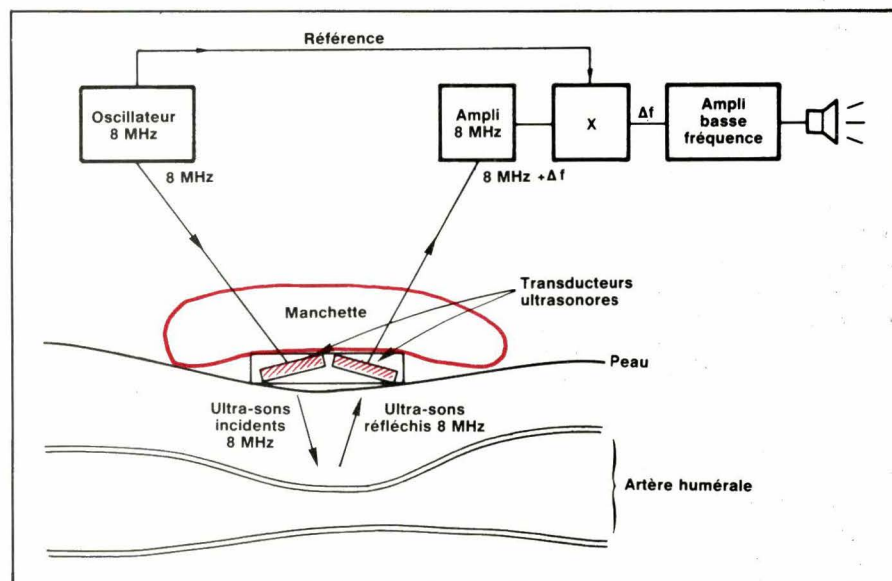 Référence
Oscillateur
8 MHz
Ampli
8 MHz
X
Δf
Ampli
basse
fréquence
8 MHz
8 MHz +Δf
Transducteurs
ultrasonores
Manchette
Peau
Ultra-sons
incidents
8 MHz
Ultra-sons
réfléchis 8 MHz
Artère humérale